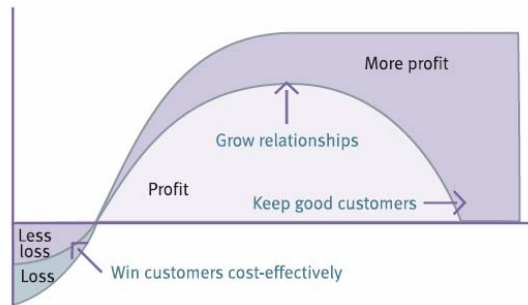 More profit
Grow relationships
Profit
Keep good customers
Less
loss
Loss
Win customers cost-effectively